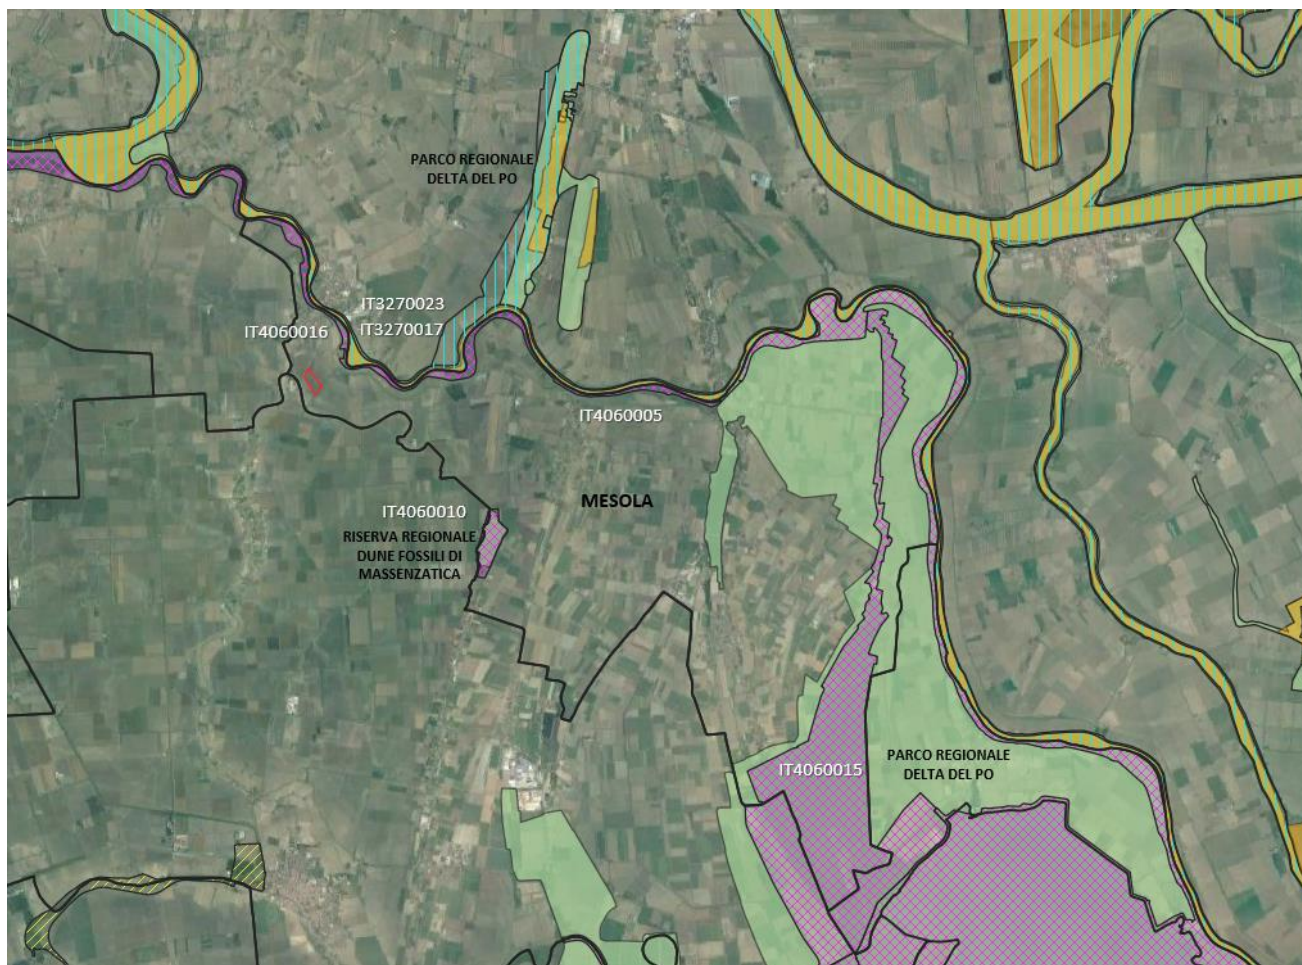 PARCO REGIONALE
DELTA DEL PO
IT3270023
IT3270017
IT4060016
IT4060005
MESOLA
IT4060010
RISERVA REGIONALE
DUNE FOSSILI DI
MASSENZATICA
PARCO REGIONALE
DELTA DEL PO
IT4060015